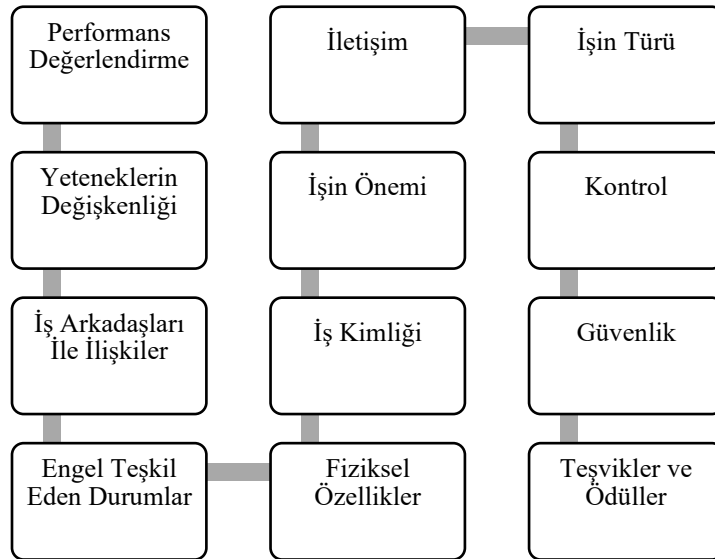 Performans
Değerlendirme
Yeteneklerin
Değişkenliği
İş Arkadaşları
İle İlişkiler
Engel Teşkil
Eden Durumlar
Fiziksel
Özellikler
İş Kimliği
İşin Önemi
İletişim
İşin Türü
Kontrol
Güvenlik
Teşvikler ve
Ödüller